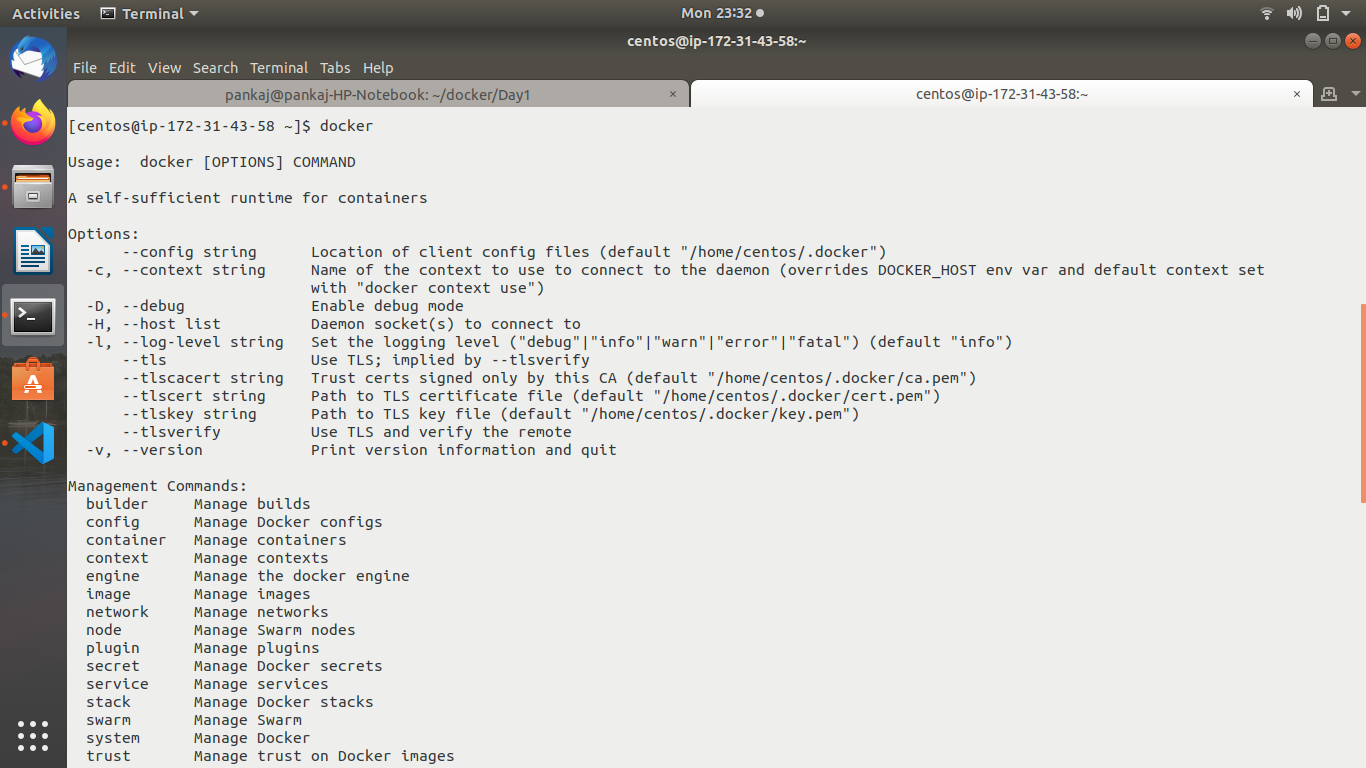 Activities Terminal Mon 23:32
centos@ip-172-31-43-58:~
File Edit View Search Terminal Tabs Help
pankaj@pankaj-HP-Notebook: ~/docker/Day1 × centos@ip-172-31-43-58:~ ×
[centos@ip-172-31-43-58 ~]$ docker
Usage:  docker [OPTIONS] COMMAND
A self-sufficient runtime for containers
Options:
      --config string      Location of client config files (default "/home/centos/.docker")
  -c, --context string     Name of the context to use to connect to the daemon (overrides DOCKER_HOST env var and default context set
                           with "docker context use")
  -D, --debug              Enable debug mode
  -H, --host list          Daemon socket(s) to connect to
  -l, --log-level string   Set the logging level ("debug"|"info"|"warn"|"error"|"fatal") (default "info")
      --tls                Use TLS; implied by --tlsverify
      --tlscacert string   Trust certs signed only by this CA (default "/home/centos/.docker/ca.pem")
      --tlscert string     Path to TLS certificate file (default "/home/centos/.docker/cert.pem")
      --tlskey string      Path to TLS key file (default "/home/centos/.docker/key.pem")
      --tlsverify          Use TLS and verify the remote
  -v, --version            Print version information and quit
Management Commands:
  builder     Manage builds
  config      Manage Docker configs
  container   Manage containers
  context     Manage contexts
  engine      Manage the docker engine
  image       Manage images
  network     Manage networks
  node        Manage Swarm nodes
  plugin      Manage plugins
  secret      Manage Docker secrets
  service     Manage services
  stack       Manage Docker stacks
  swarm       Manage Swarm
  system      Manage Docker
  trust       Manage trust on Docker images